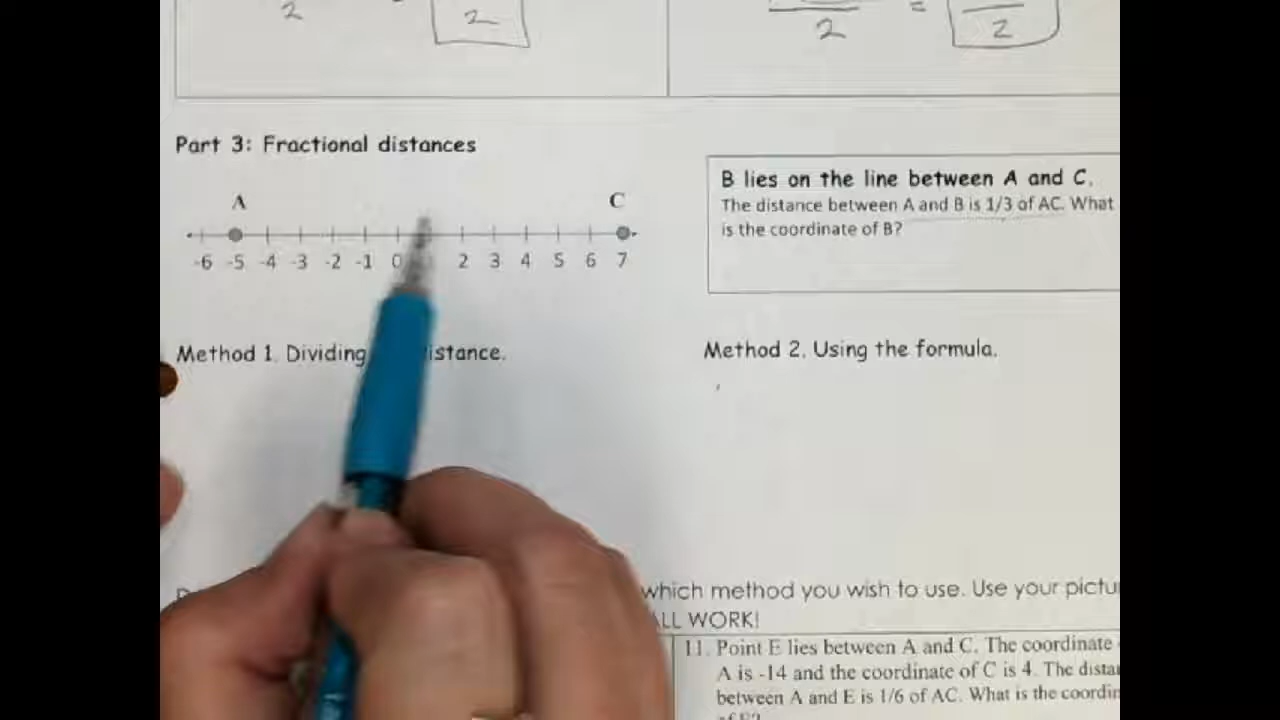 2
2
2
=
2
Part 3: Fractional distances
A
C
-6 -5 -4 -3 -2 -1 0 2 3 4 5 6 7
B lies on the line between A and C.
The distance between A and B is 1/3 of AC. What
is the coordinate of B?
Method 1. Dividing istance.
Method 2. Using the formula.
which method you wish to use. Use your pictu
ALL WORK!
11. Point E lies between A and C. The coordinate
A is -14 and the coordinate of C is 4. The distan
between A and E is 1/6 of AC. What is the coordin